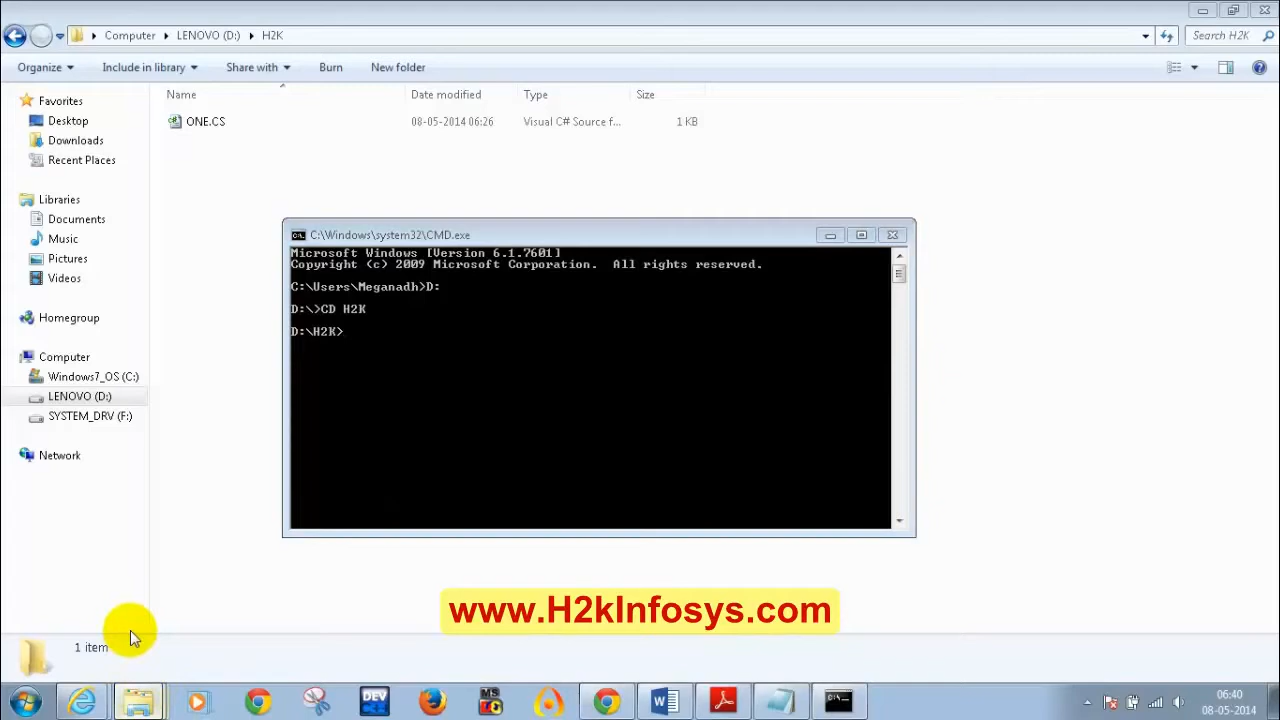 Computer ▸ LENOVO (D:) ▸ H2K
Search H2K
Organize
Include in library
Share with
Burn
New folder
Name
Date modified
Type
Size
ONE.CS
08-05-2014 06:26
Visual C# Source f...
1 KB
Favorites
Desktop
Downloads
Recent Places
Libraries
Documents
Music
Pictures
Videos
Homegroup
Computer
Windows7_OS (C:)
LENOVO (D:)
SYSTEM_DRV (F:)
Network
C:\Windows\system32\CMD.exe
Microsoft Windows [Version 6.1.7601]
Copyright (c) 2009 Microsoft Corporation.  All rights reserved.
C:\Users\Meganadh>D:
D:\>CD H2K
D:\H2K>
www.H2kInfosys.com
1 item
DEV
MS
06:40
08-05-2014